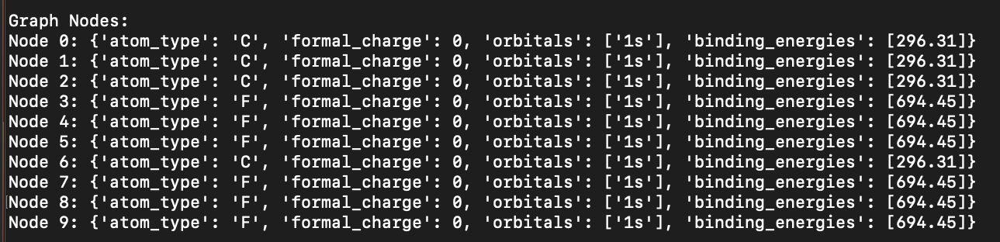 Graph Nodes:
Node 0: {'atom_type': 'C', 'formal_charge': 0, 'orbitals': ['1s'], 'binding_energies': [296.31]}
Node 1: {'atom_type': 'C', 'formal_charge': 0, 'orbitals': ['1s'], 'binding_energies': [296.31]}
Node 2: {'atom_type': 'C', 'formal_charge': 0, 'orbitals': ['1s'], 'binding_energies': [296.31]}
Node 3: {'atom_type': 'F', 'formal_charge': 0, 'orbitals': ['1s'], 'binding_energies': [694.45]}
Node 4: {'atom_type': 'F', 'formal_charge': 0, 'orbitals': ['1s'], 'binding_energies': [694.45]}
Node 5: {'atom_type': 'F', 'formal_charge': 0, 'orbitals': ['1s'], 'binding_energies': [694.45]}
Node 6: {'atom_type': 'C', 'formal_charge': 0, 'orbitals': ['1s'], 'binding_energies': [296.31]}
Node 7: {'atom_type': 'F', 'formal_charge': 0, 'orbitals': ['1s'], 'binding_energies': [694.45]}
Node 8: {'atom_type': 'F', 'formal_charge': 0, 'orbitals': ['1s'], 'binding_energies': [694.45]}
Node 9: {'atom_type': 'F', 'formal_charge': 0, 'orbitals': ['1s'], 'binding_energies': [694.45]}